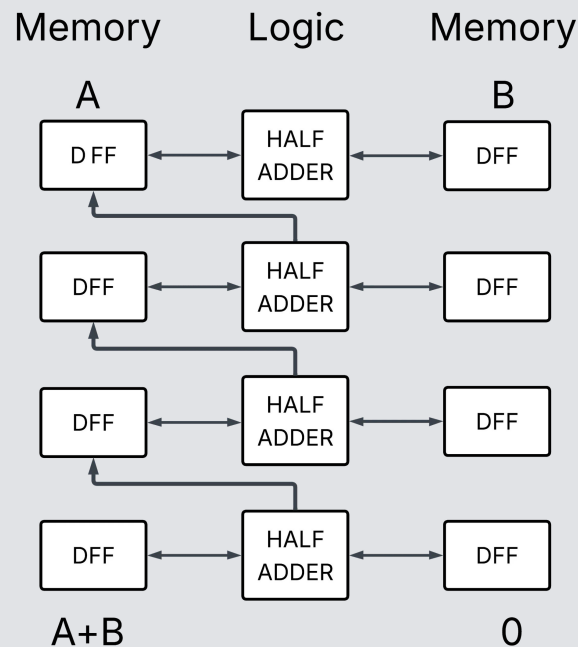 Memory Logic Memory
A B
D FF HALF ADDER DFF
DFF HALF ADDER DFF
DFF HALF ADDER DFF
DFF HALF ADDER DFF
A+B 0